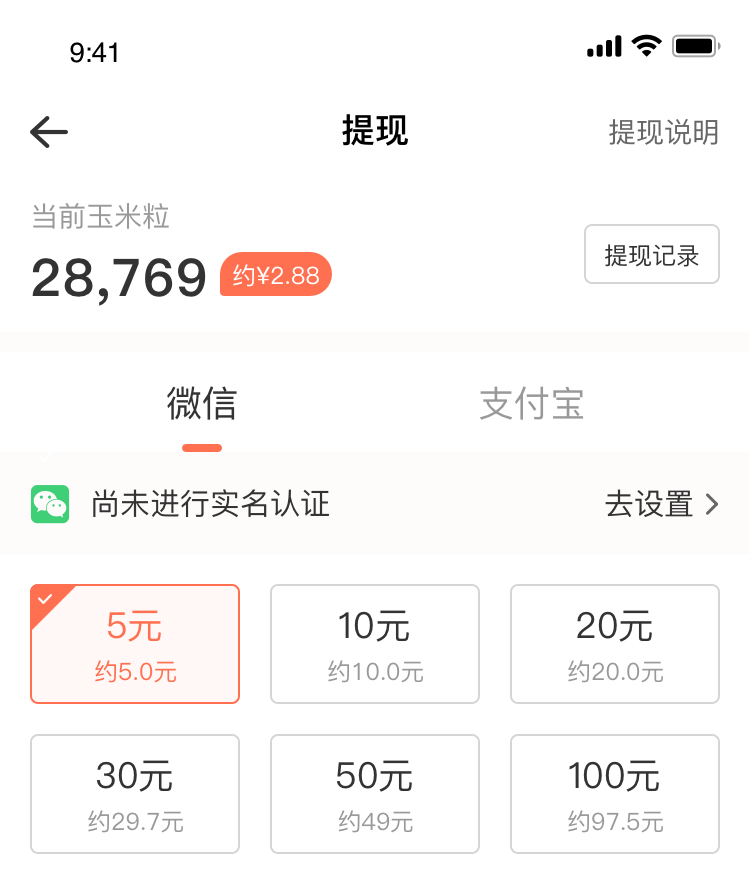 9:41
提现
提现说明
当前玉米粒
28,769
约¥2.88
提现记录
微信
支付宝
尚未进行实名认证
去设置
5元
约5.0元
10元
约10.0元
20元
约20.0元
30元
约29.7元
50元
约49元
100元
约97.5元